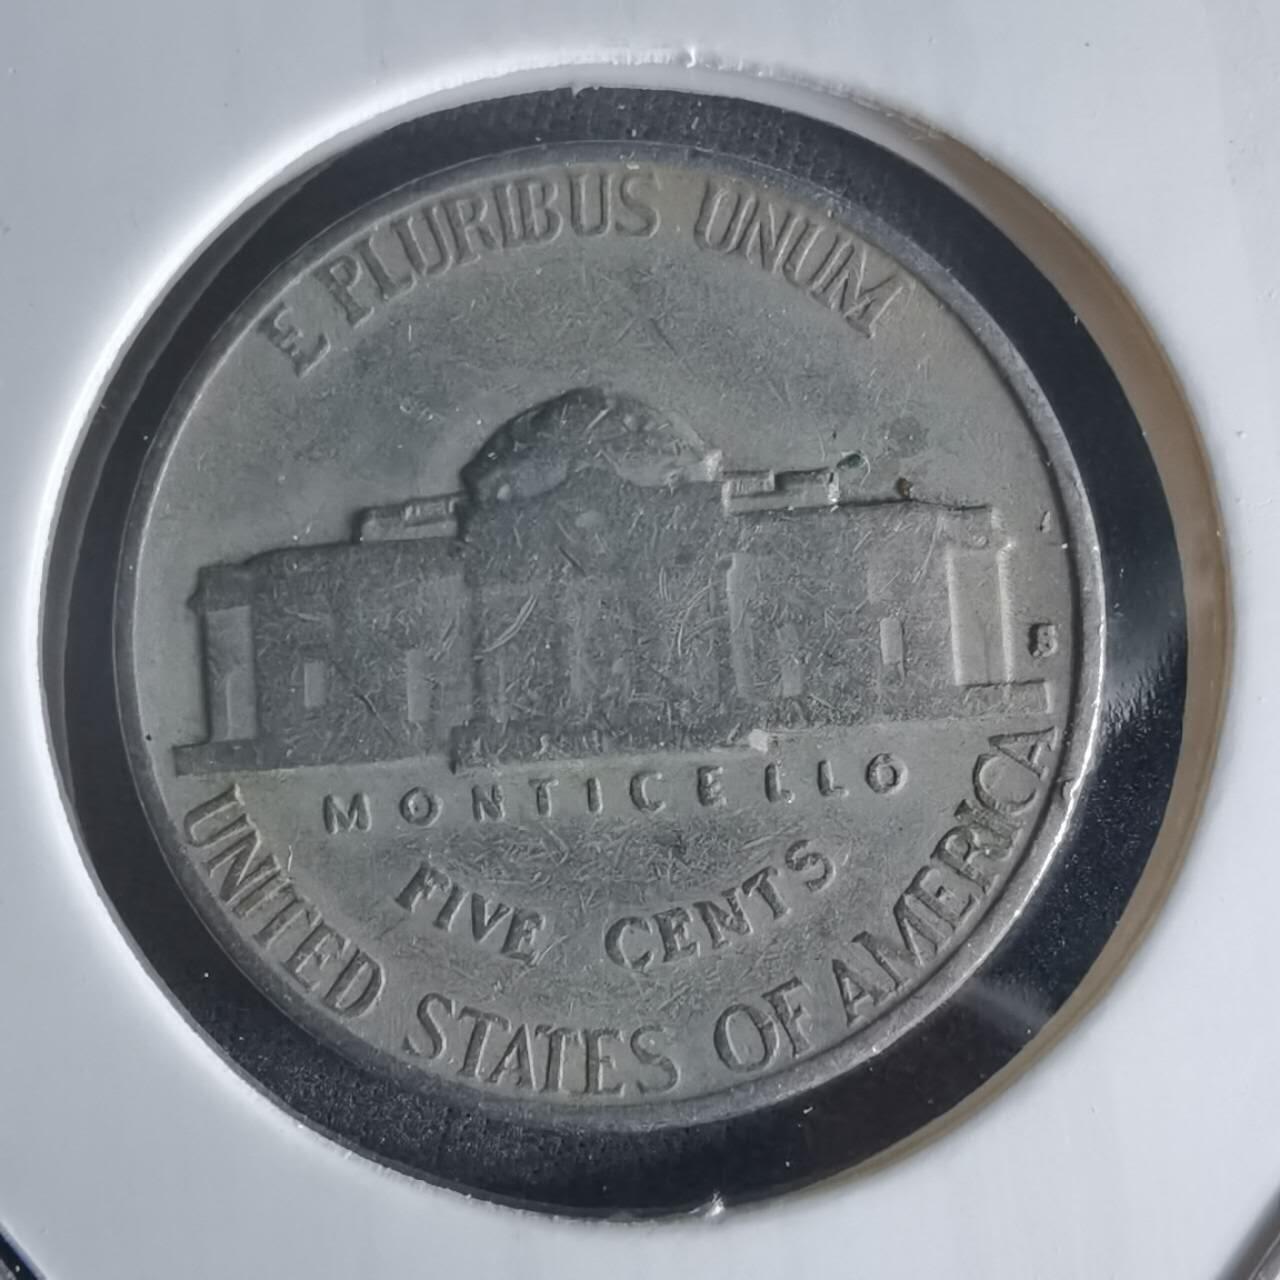 E PLURIBUS UNUM
S
MONTICELLO
FIVE CENTS
UNITED STATES OF AMERICA